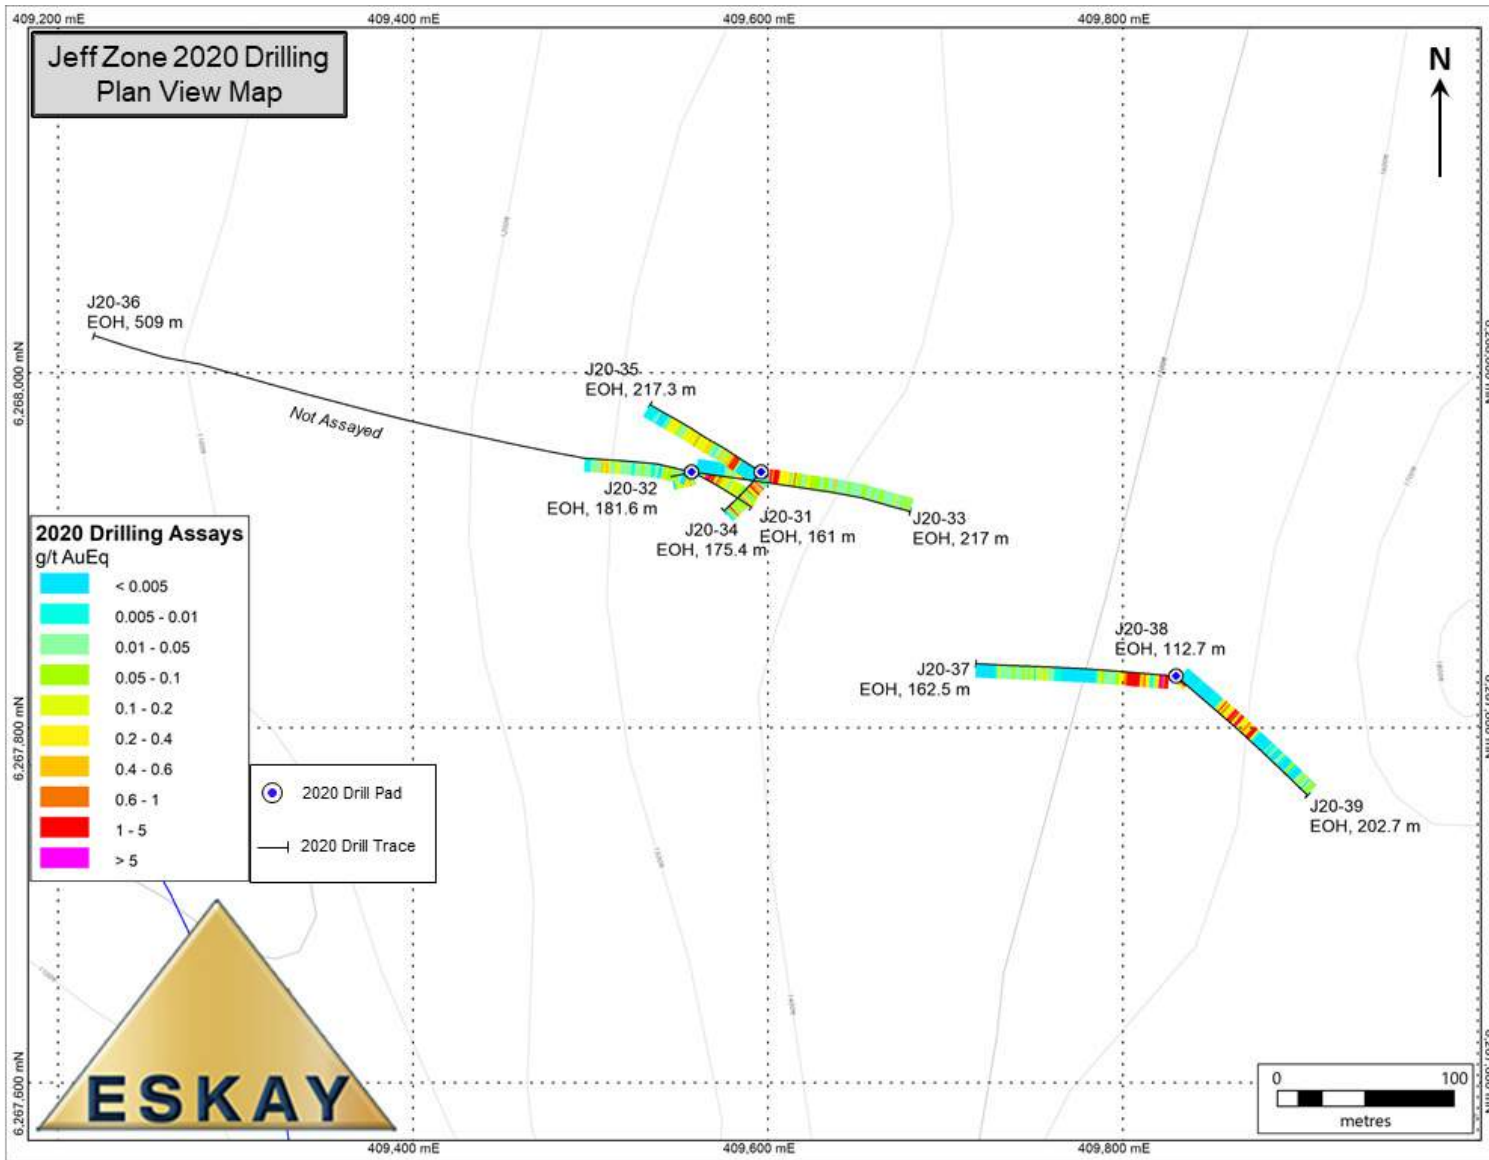 409,200 mE
409,400 mE
409,600 mE
409,800 mE
Jeff Zone 2020 Drilling
Plan View Map
N
J20-36
EOH, 509 m
Not Assayed
J20-35
EOH, 217.3 m
6,268,000 mN
J20-32
EOH, 181.6 m
J20-34
EOH, 175.4 m
J20-31
EOH, 161 m
J20-33
EOH, 217 m
J20-38
EOH, 112.7 m
J20-37
EOH, 162.5 m
J20-39
EOH, 202.7 m
6,267,800 mN
2020 Drilling Assays
g/t AuEq
< 0.005
0.005 - 0.01
0.01 - 0.05
0.05 - 0.1
0.1 - 0.2
0.2 - 0.4
0.4 - 0.6
0.6 - 1
1 - 5
> 5
2020 Drill Pad
2020 Drill Trace
ESKAY
6,267,600 mN
0 100
metres
409,400 mE
409,600 mE
409,800 mE